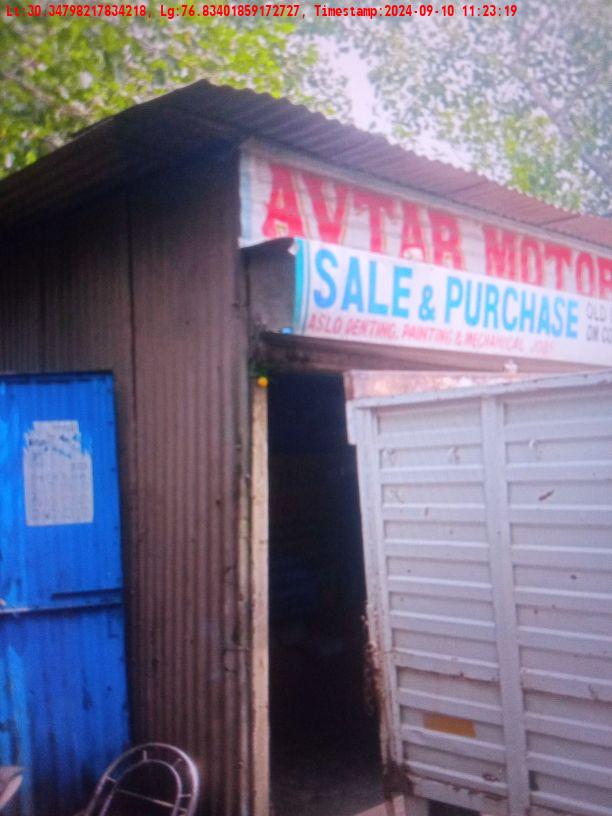 Lt:30.34798217834218, Lg:76.83401859172727, Timestamp:2024-09-10 11:23:19
AVTAR MOTOR
SALE & PURCHASE
OLD
ASLO DENTING, PAINTING & MECHANICAL JOBS